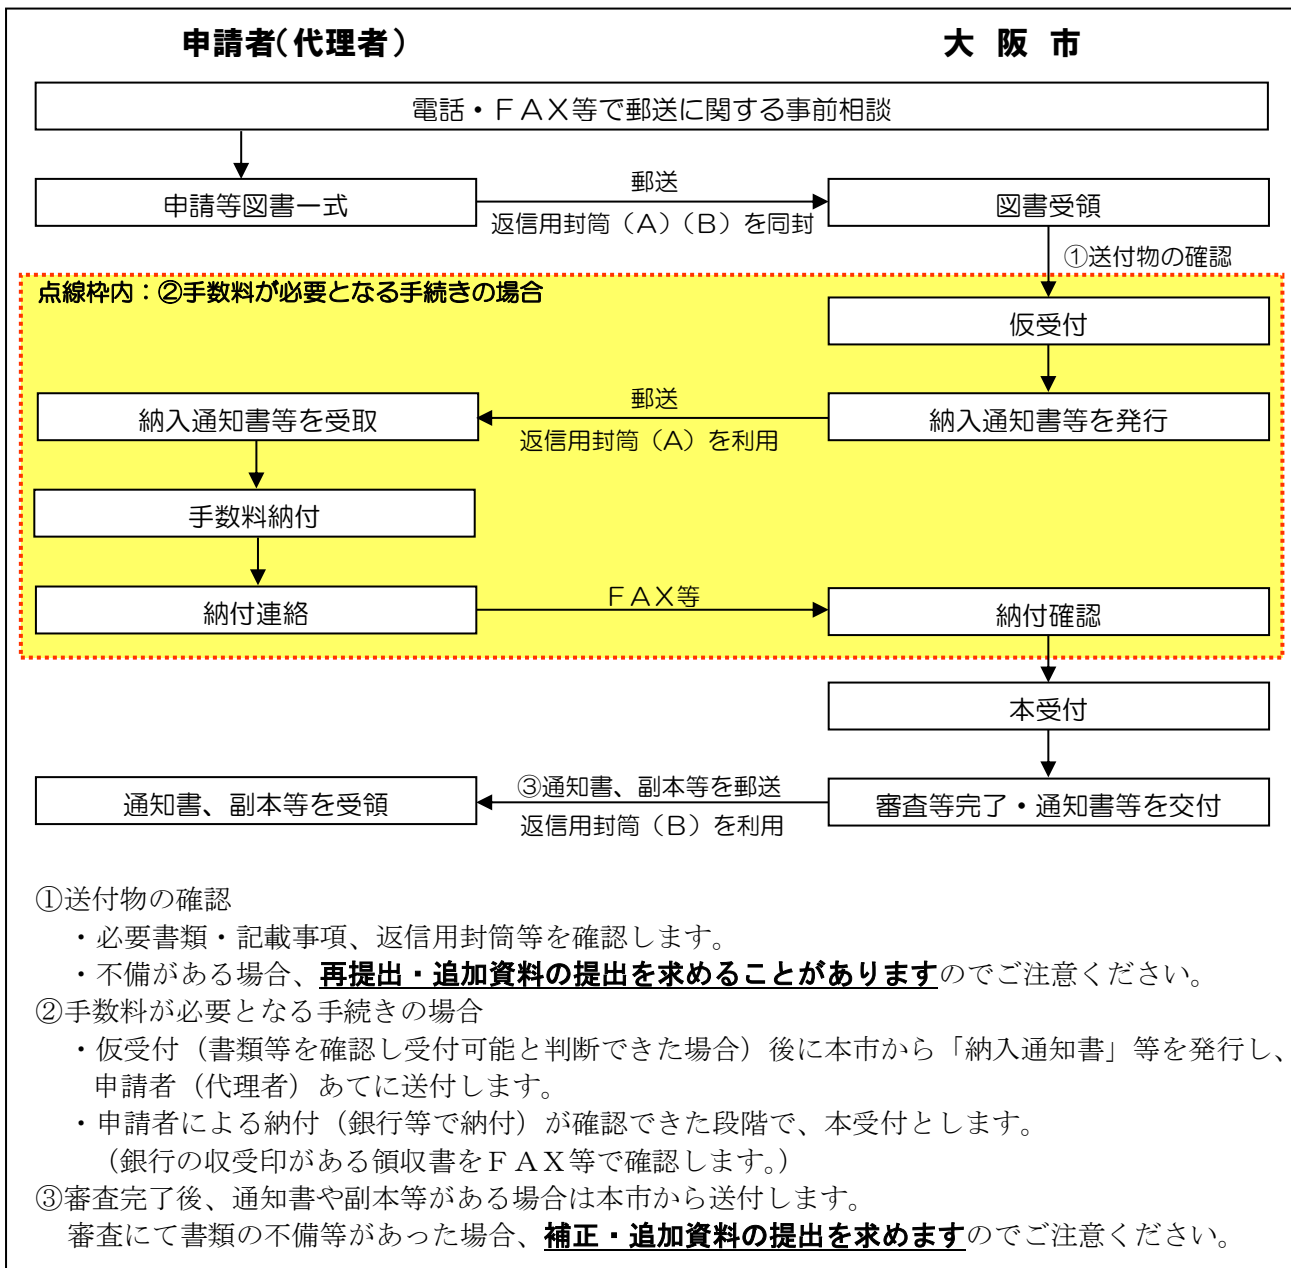 申請者（代理者）
大 阪 市
電話・ＦＡＸ等で郵送に関する事前相談
申請等図書一式
郵送
返信用封筒（A）（B）を同封
図書受領
①送付物の確認
点線枠内：②手数料が必要となる手続きの場合
仮受付
納入通知書等を受取
郵送
返信用封筒（A）を利用
納入通知書等を発行
手数料納付
納付連絡
ＦＡＸ等
納付確認
本受付
通知書、副本等を受領
③通知書、副本等を郵送
返信用封筒（B）を利用
審査等完了・通知書等を交付
①送付物の確認
・必要書類・記載事項、返信用封筒等を確認します。
・不備がある場合、再提出・追加資料の提出を求めることがありますのでご注意ください。
②手数料が必要となる手続きの場合
・仮受付（書類等を確認し受付可能と判断できた場合）後に本市から「納入通知書」等を発行し、
申請者（代理者）あてに送付します。
・申請者による納付（銀行等で納付）が確認できた段階で、本受付とします。
（銀行の収受印がある領収書をＦＡＸ等で確認します。）
③審査完了後、通知書や副本等がある場合は本市から送付します。
審査にて書類の不備等があった場合、補正・追加資料の提出を求めますのでご注意ください。